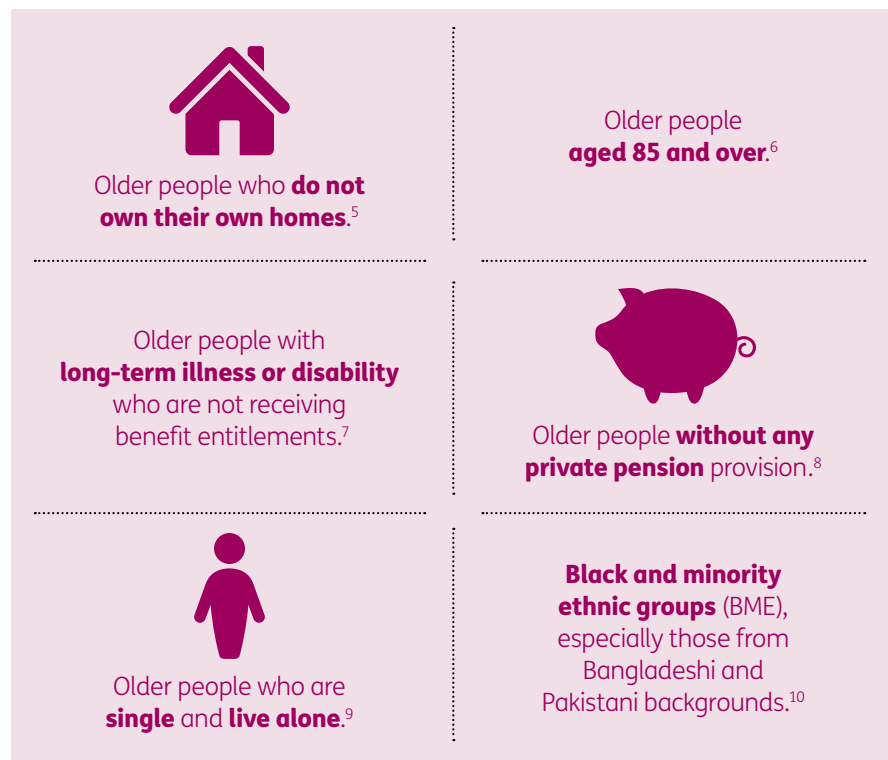 Older people who do not
own their own homes.5
Older people
aged 85 and over.6
Older people with
long-term illness or disability
who are not receiving
benefit entitlements.7
Older people without any
private pension provision.8
Older people who are
single and live alone.9
Black and minority
ethnic groups (BME),
especially those from
Bangladeshi and
Pakistani backgrounds.10